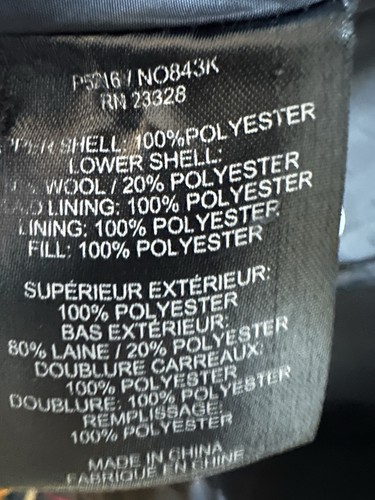 P5216 / NO843K
RN 23328
UPPER SHELL: 100%POLYESTER
LOWER SHELL:
WOOL / 20% POLYESTER
LINING: 100% POLYESTER
LINING: 100% POLYESTER
FILL: 100% POLYESTER
SUPÉRIEUR EXTÉRIEUR:
100% POLYESTER
BAS EXTÉRIEUR:
80% LAINE / 20% POLYESTER
DOUBLURE CARREAUX:
100% POLYESTER
DOUBLURE: 100% POLYESTER
REMPLISSAGE:
100% POLYESTER
MADE IN CHINA
FABRIQUE EN CHINE